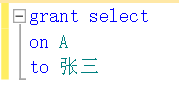 grant select
on A
to 张三